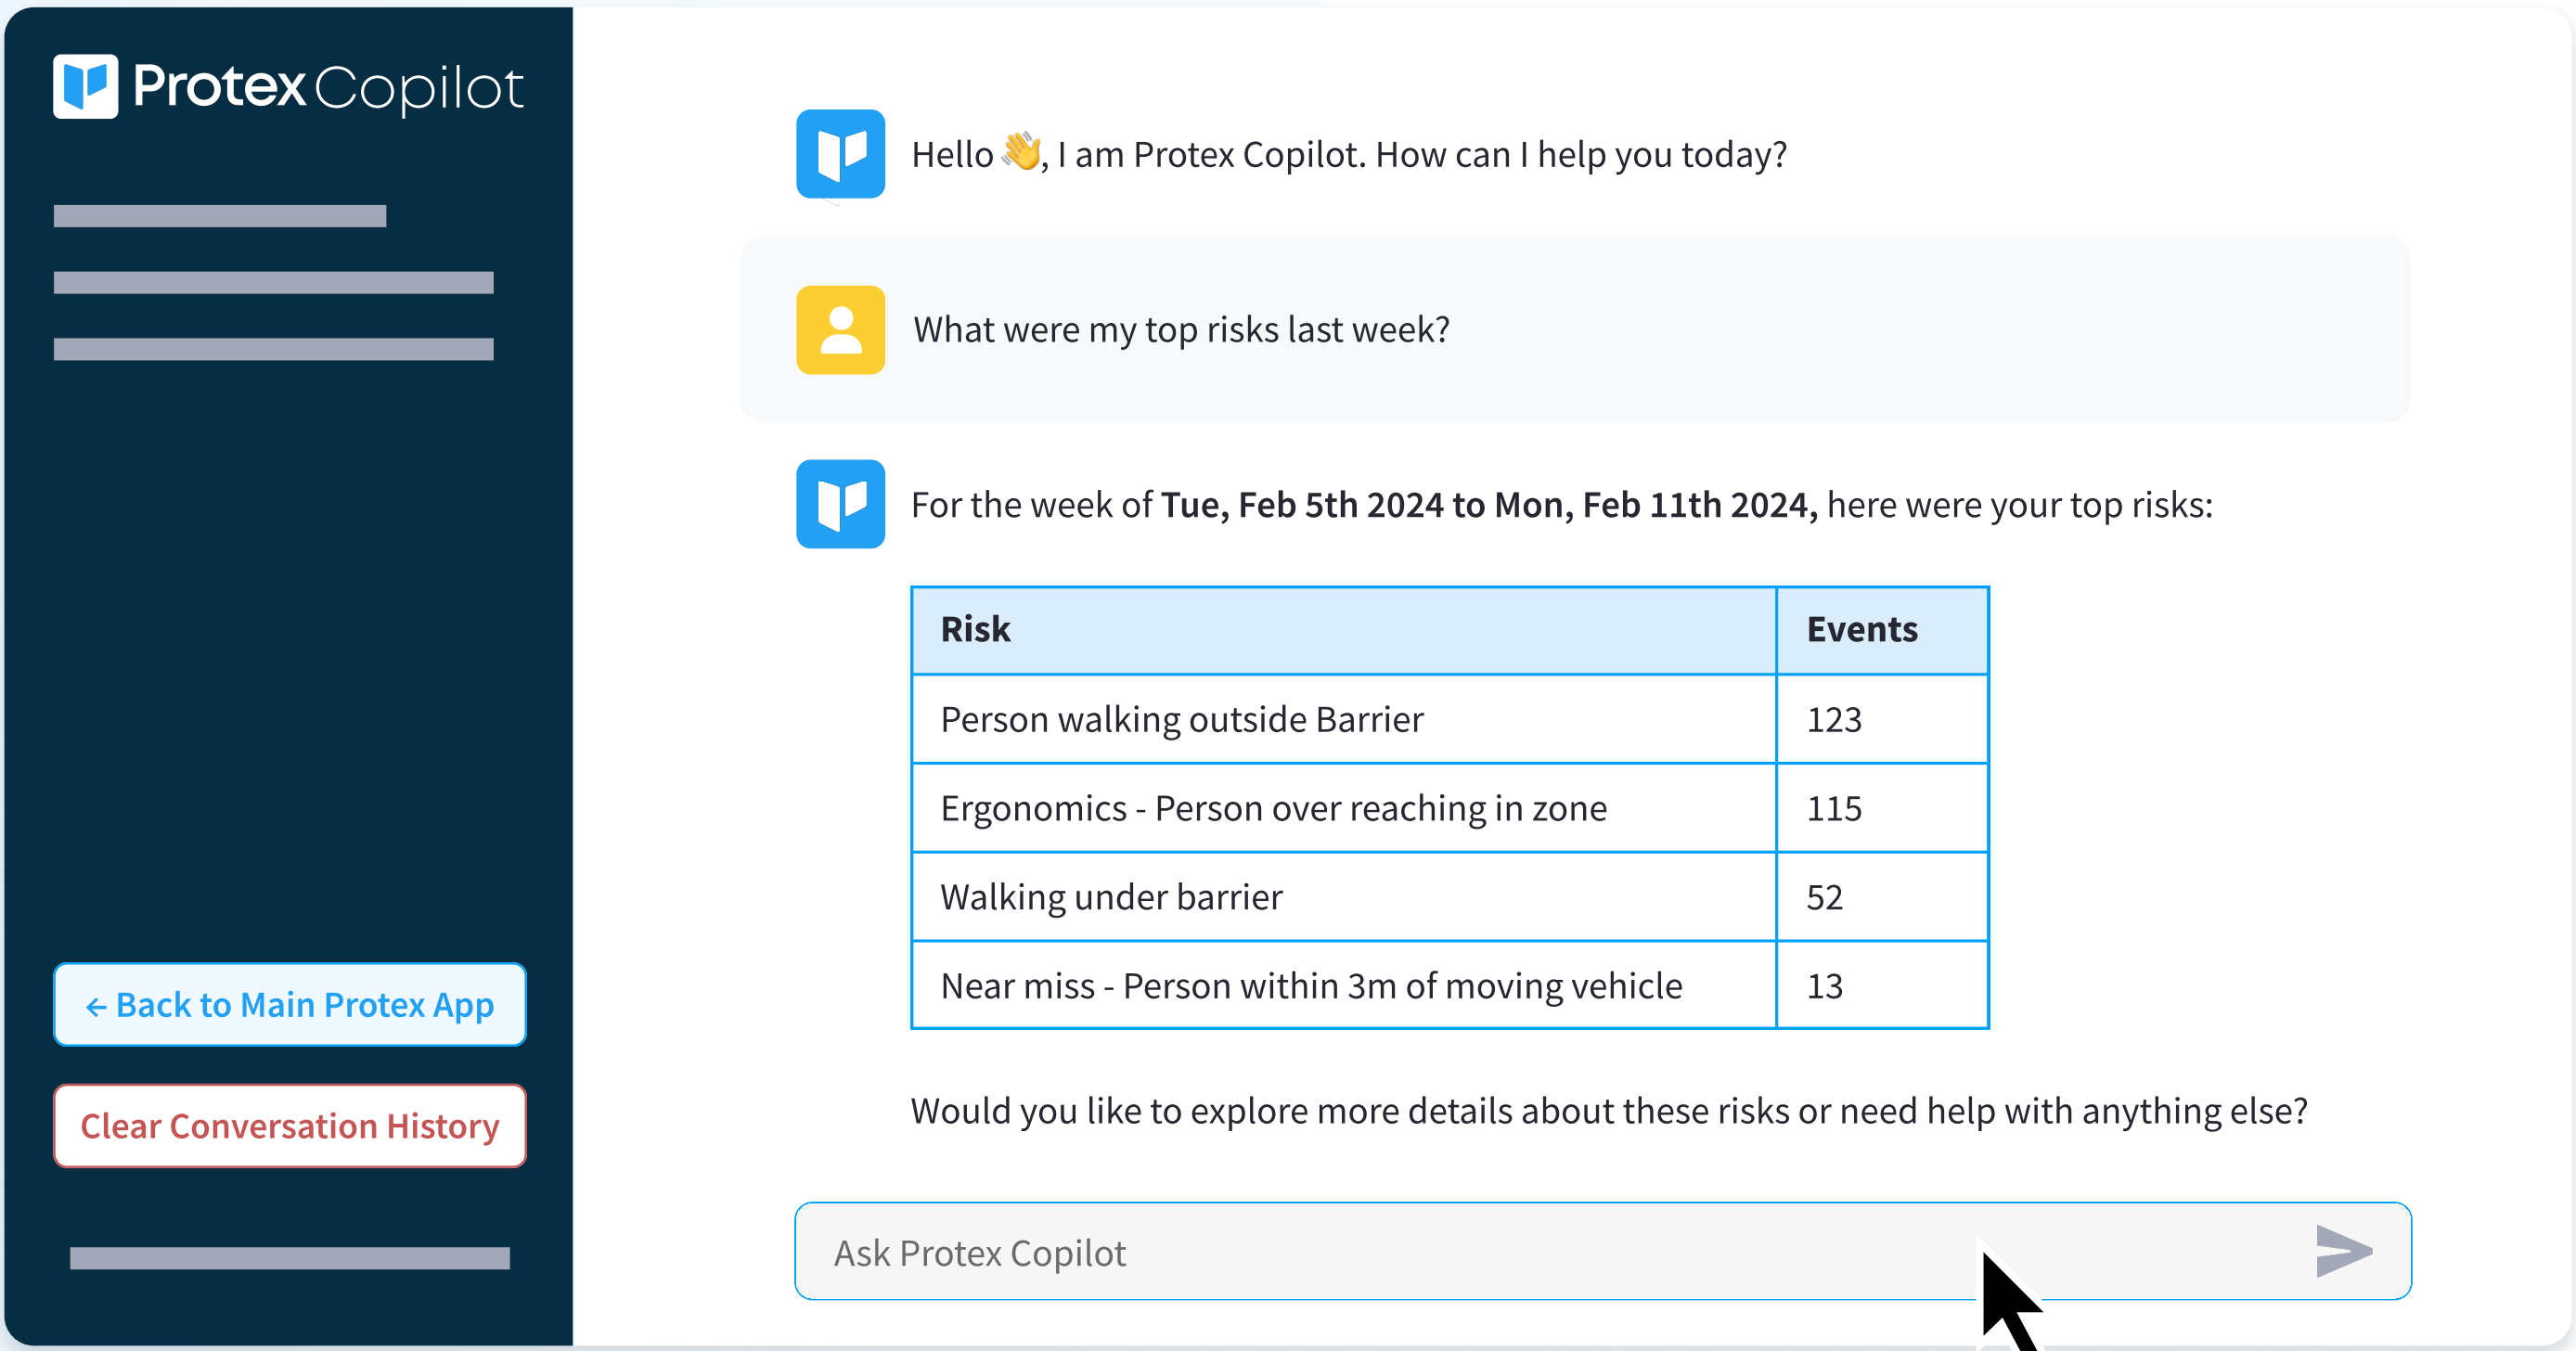 Protex Copilot
Hello 👋, I am Protex Copilot. How can I help you today?
What were my top risks last week?
For the week of Tue, Feb 5th 2024 to Mon, Feb 11th 2024, here were your top risks:
Risk Events
Person walking outside Barrier 123
Ergonomics - Person over reaching in zone 115
Walking under barrier 52
Near miss - Person within 3m of moving vehicle 13
Would you like to explore more details about these risks or need help with anything else?
← Back to Main Protex App
Clear Conversation History
Ask Protex Copilot